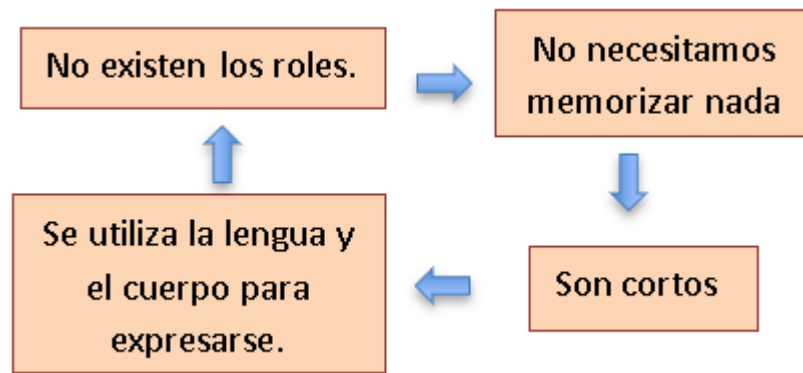 No existen los roles.
No necesitamos
memorizar nada
Se utiliza la lengua y
el cuerpo para
expresarse.
Son cortos